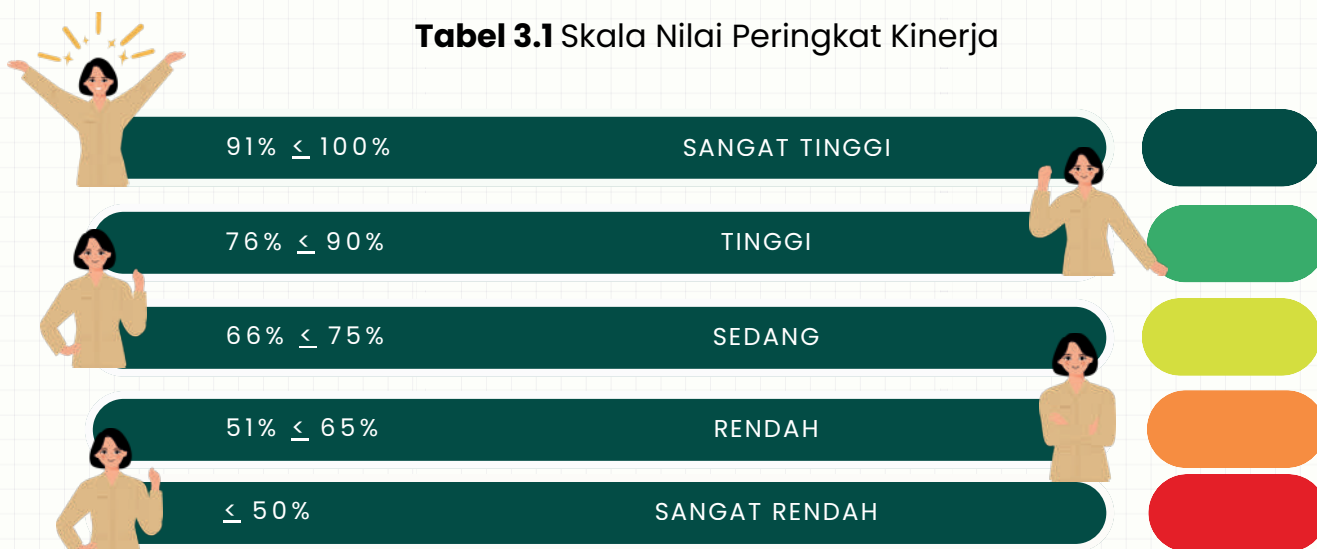 Tabel 3.1 Skala Nilai Peringkat Kinerja
91% ≤ 100% SANGAT TINGGI
76% ≤ 90% TINGGI
66% ≤ 75% SEDANG
51% ≤ 65% RENDAH
≤ 50% SANGAT RENDAH